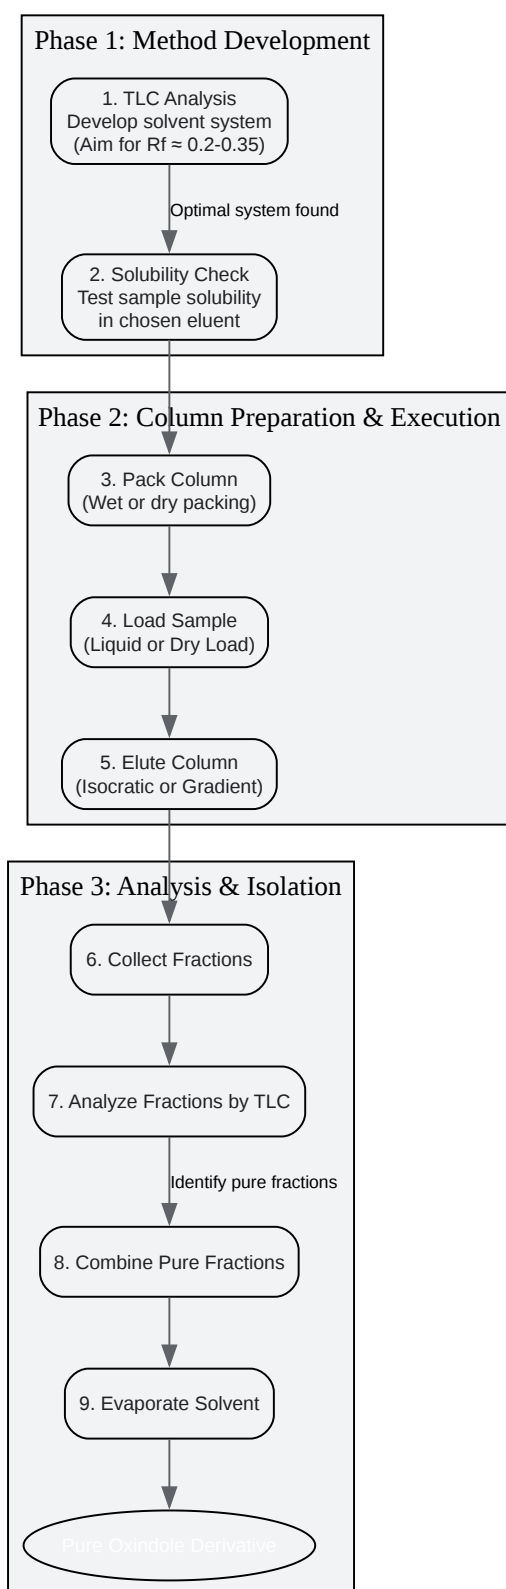 Phase 1: Method Development
1. TLC Analysis
Develop solvent system
(Aim for Rf ≈ 0.2-0.35)
Optimal system found
2. Solubility Check
Test sample solubility
in chosen eluent
Phase 2: Column Preparation & Execution
3. Pack Column
(Wet or dry packing)
4. Load Sample
(Liquid or Dry Load)
5. Elute Column
(Isocratic or Gradient)
Phase 3: Analysis & Isolation
6. Collect Fractions
7. Analyze Fractions by TLC
Identify pure fractions
8. Combine Pure Fractions
9. Evaporate Solvent
Pure Oxindole Derivative